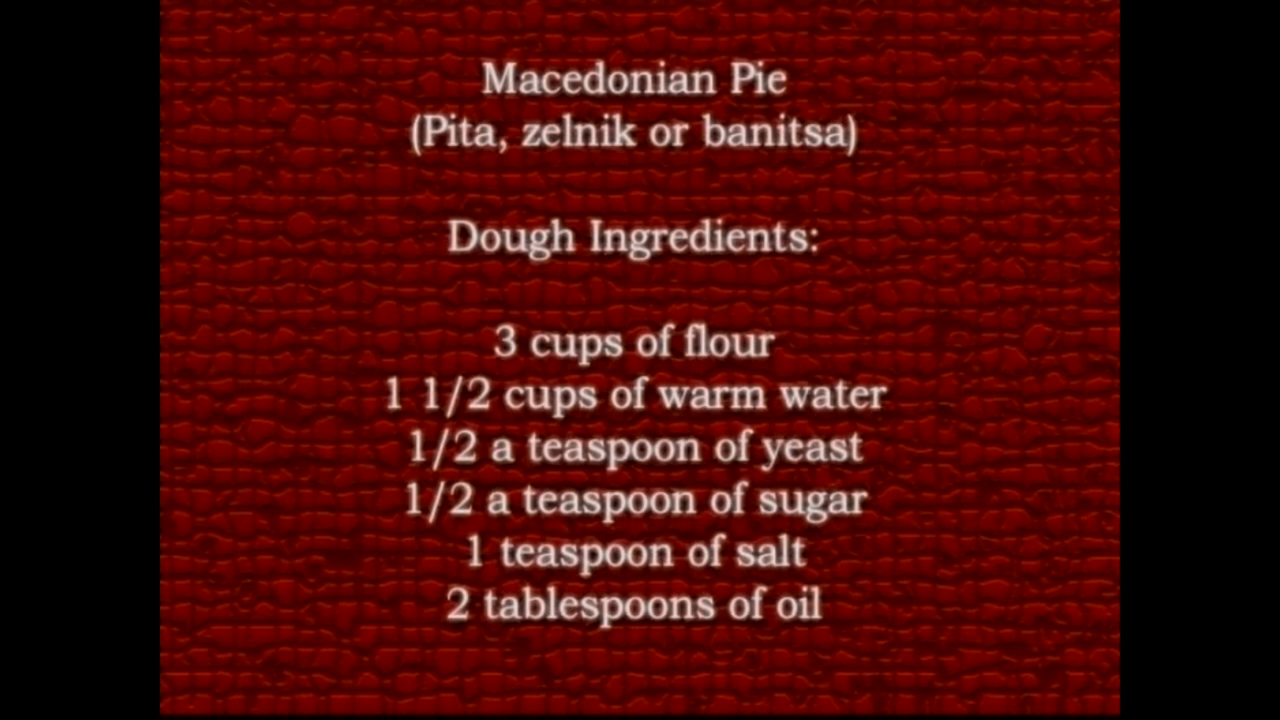 Macedonian Pie
(Pita, zelnik or banitsa)
Dough Ingredients:
3 cups of flour
1 1/2 cups of warm water
1/2 a teaspoon of yeast
1/2 a teaspoon of sugar
1 teaspoon of salt
2 tablespoons of oil